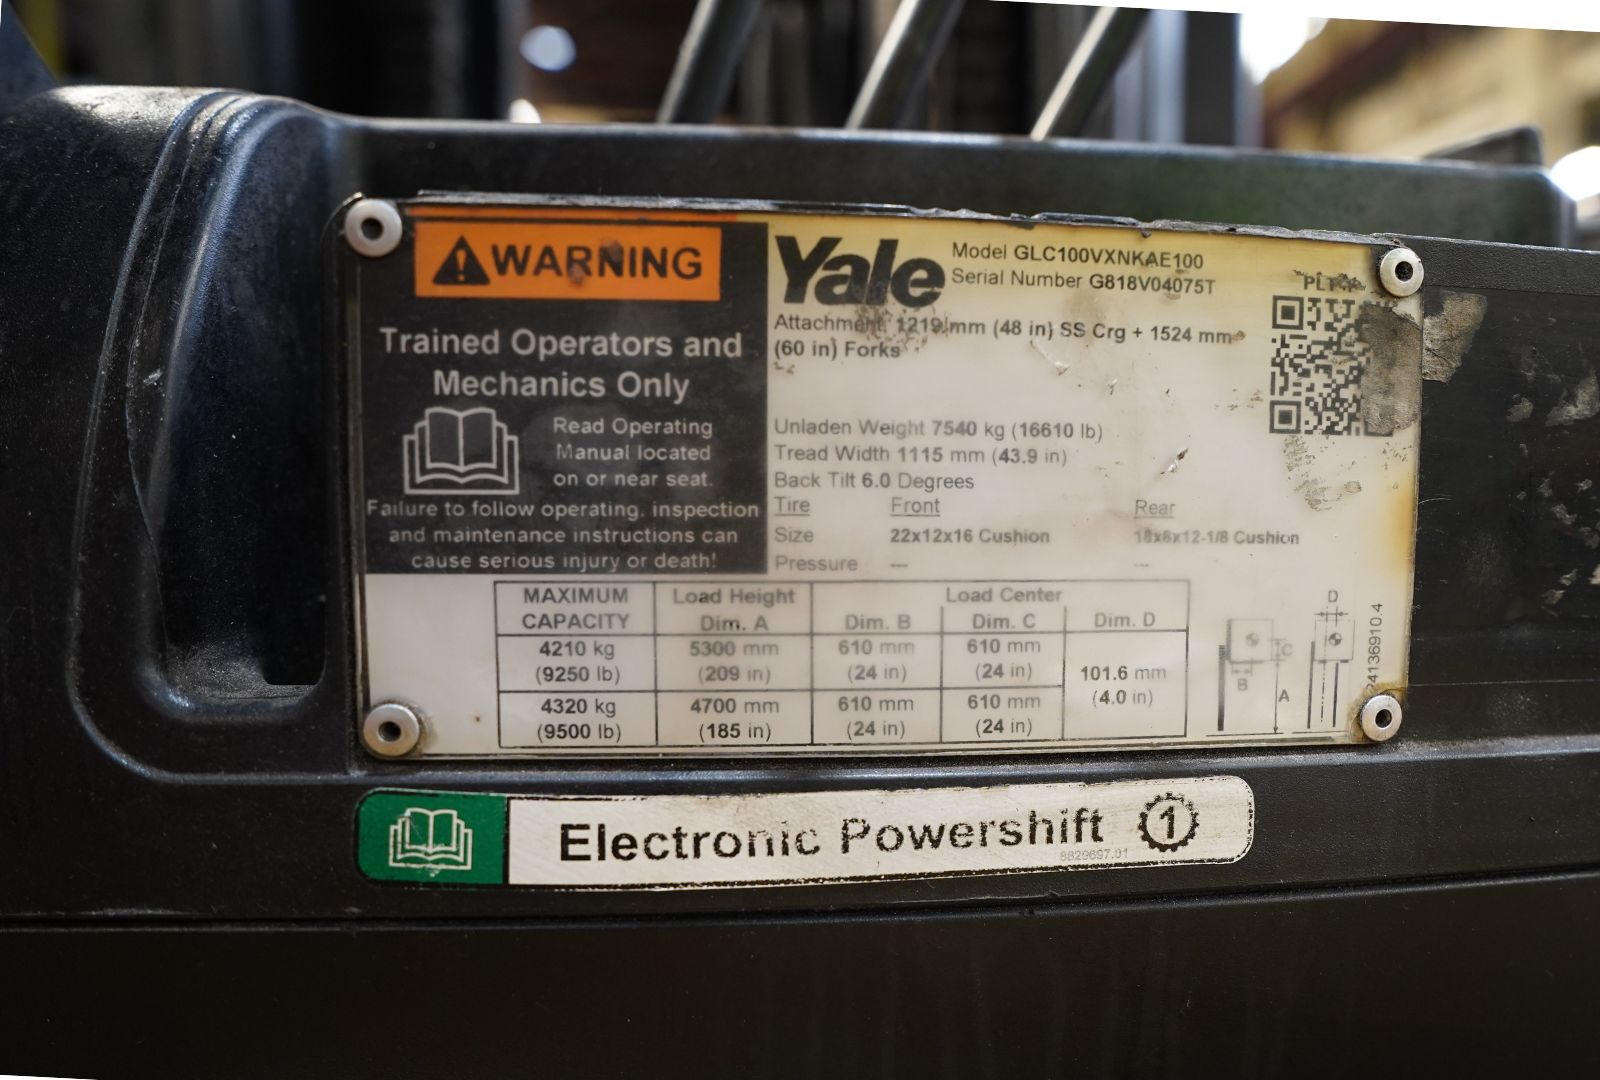 WARNING
Trained Operators and
Mechanics Only
Read Operating
Manual located
on or near seat.
Failure to follow operating, inspection
and maintenance instructions can
cause serious injury or death!
Yale
Model GLC100VXNKAE100
Serial Number G818V04075T
Attachment: 1219 mm (48 in) SS Crg + 1524 mm
(60 in) Forks
Unladen Weight 7540 kg (16610 lb)
Tread Width 1115 mm (43.9 in)
Back Tilt 6.0 Degrees
Tire Front Rear
Size 22x12x16 Cushion 18x8x12-1/8 Cushion
Pressure --- ---
MAXIMUM CAPACITY Load Height Dim. A Load Center
Dim. B Dim. C Dim. D
4210 kg 5300 mm 610 mm 610 mm
(9250 lb) (209 in) (24 in) (24 in)
101.6 mm
(4.0 in)
4320 kg 4700 mm 610 mm 610 mm
(9500 lb) (185 in) (24 in) (24 in)
B
C
A
D
24136910.4
Electronic Powershift 1
8829697.01